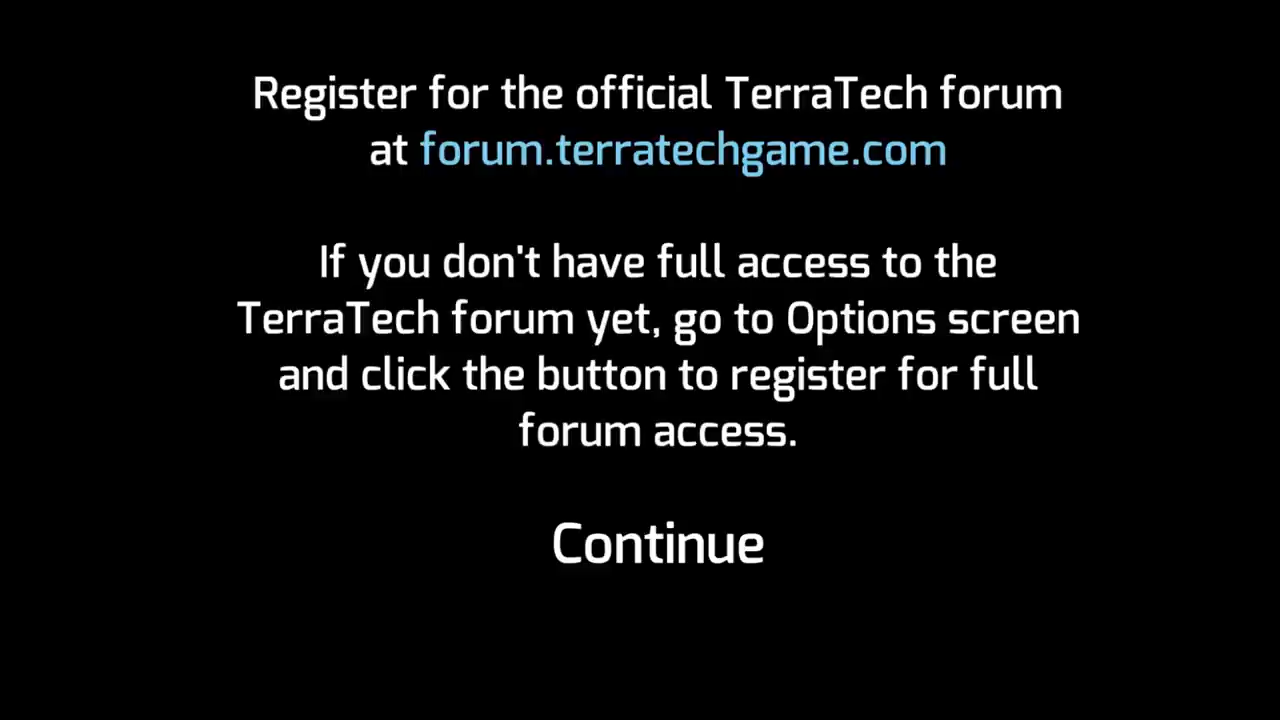 Register for the official TerraTech forum
at forum.terratechgame.com
If you don't have full access to the
TerraTech forum yet, go to Options screen
and click the button to register for full
forum access.
Continue